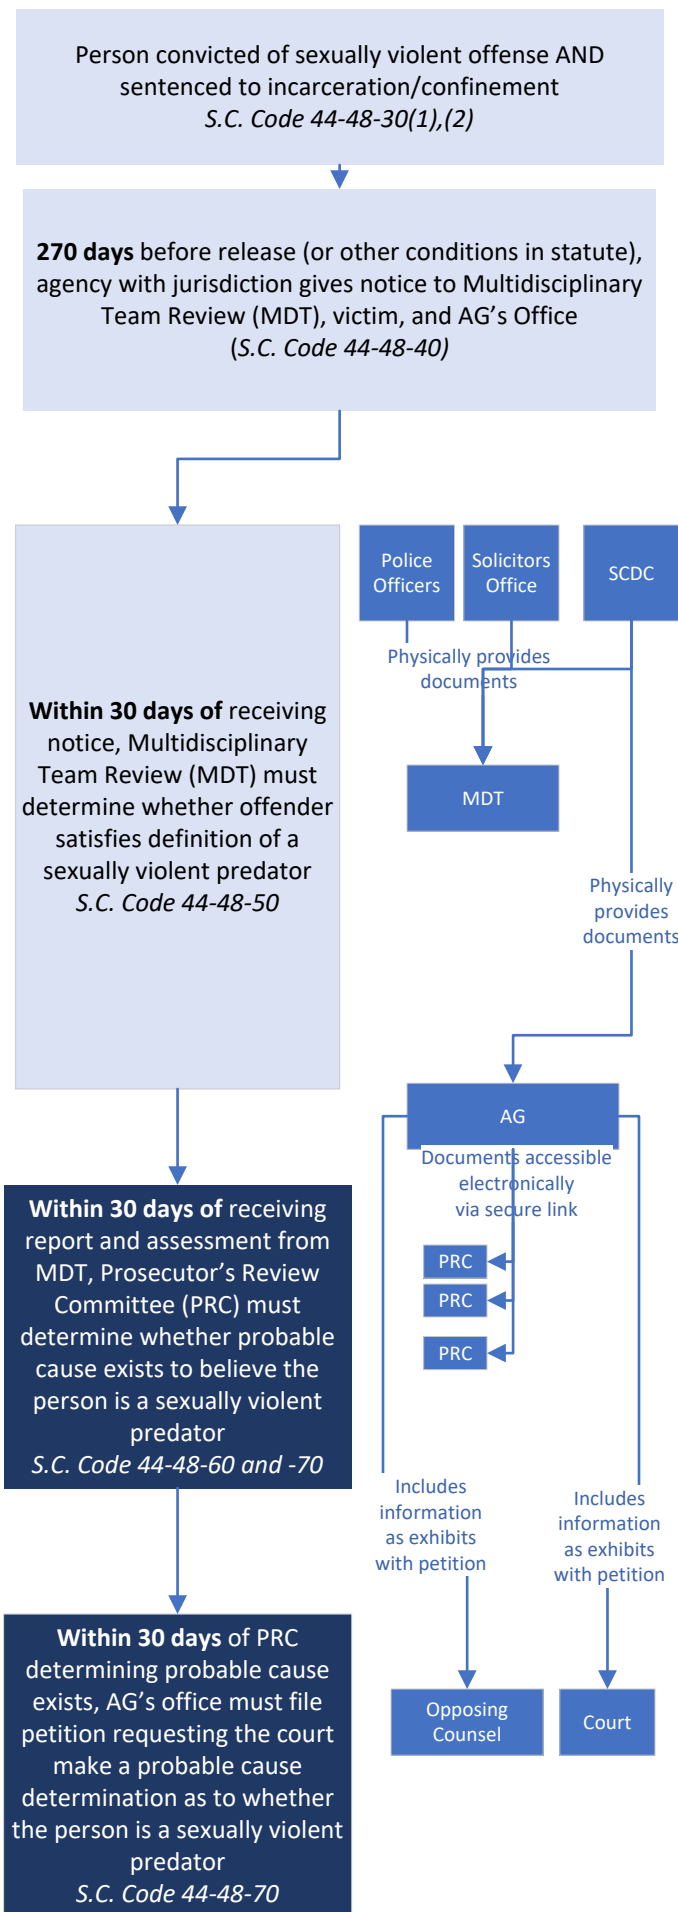 Person convicted of sexually violent offense AND
sentenced to incarceration/confinement
S.C. Code 44-48-30(1),(2)
270 days before release (or other conditions in statute),
agency with jurisdiction gives notice to Multidisciplinary
Team Review (MDT), victim, and AG’s Office
(S.C. Code 44-48-40)
Within 30 days of receiving
notice, Multidisciplinary
Team Review (MDT) must
determine whether offender
satisfies definition of a
sexually violent predator
S.C. Code 44-48-50
Police
Officers
Solicitors
Office
SCDC
Physically provides
documents
MDT
Physically
provides
documents
AG
Documents accessible
electronically
via secure link
PRC
PRC
PRC
Within 30 days of receiving
report and assessment from
MDT, Prosecutor’s Review
Committee (PRC) must
determine whether probable
cause exists to believe the
person is a sexually violent
predator
S.C. Code 44-48-60 and -70
Includes
information
as exhibits
with petition
Includes
information
as exhibits
with petition
Opposing
Counsel
Court
Within 30 days of PRC
determining probable cause
exists, AG’s office must file
petition requesting the court
make a probable cause
determination as to whether
the person is a sexually violent
predator
S.C. Code 44-48-70